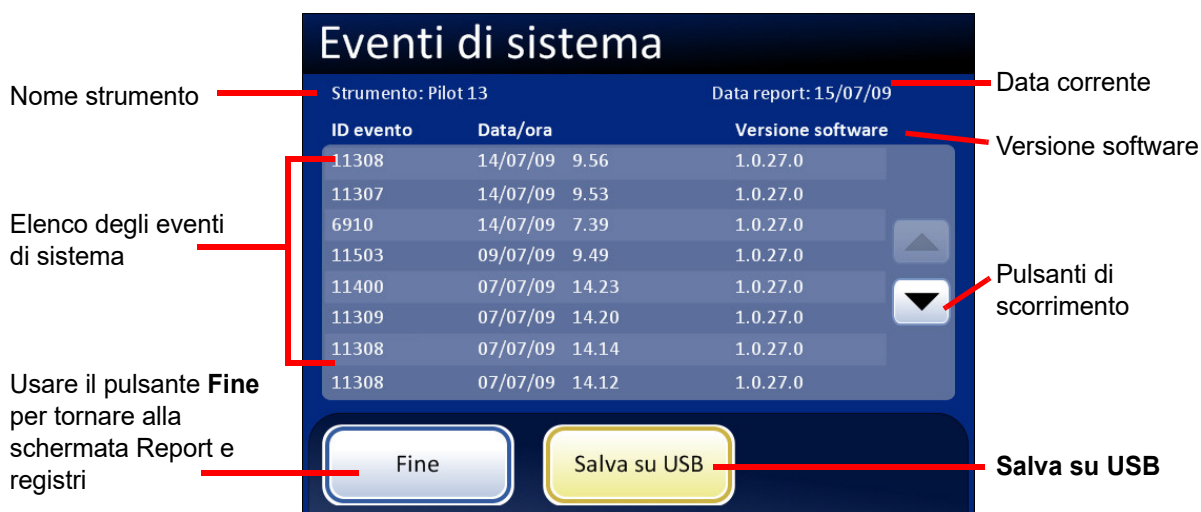 Eventi di sistema
Nome strumento
Strumento: Pilot 13
Data report: 15/07/09
Data corrente
ID evento Data/ora Versione software
Versione software
11308 14/07/09 9.56 1.0.27.0
11307 14/07/09 9.53 1.0.27.0
6910 14/07/09 7.39 1.0.27.0
11503 09/07/09 9.49 1.0.27.0
11400 07/07/09 14.23 1.0.27.0
11309 07/07/09 14.20 1.0.27.0
11308 07/07/09 14.14 1.0.27.0
11308 07/07/09 14.12 1.0.27.0
Elenco degli eventi
di sistema
Pulsanti di
scorrimento
Usare il pulsante Fine
per tornare alla
schermata Report e
registri
Fine
Salva su USB
Salva su USB